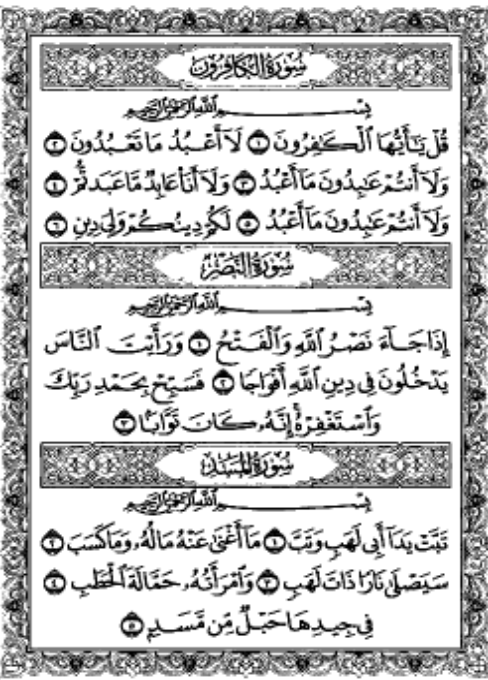 سُورَةُ الكَافِرُونَ
بِسْمِ اللَّهِ الرَّحْمَٰنِ الرَّحِيمِ
قُلْ يَٰٓأَيُّهَا ٱلْكَٰفِرُونَ ١ لَآ أَعْبُدُ مَا تَعْبُدُونَ ٢
وَلَآ أَنتُمْ عَٰبِدُونَ مَآ أَعْبُدُ ٣ وَلَآ أَنَا۠ عَابِدٌ مَّا عَبَدتُّمْ ٤
وَلَآ أَنتُمْ عَٰبِدُونَ مَآ أَعْبُدُ ٥ لَكُمْ دِينُكُمْ وَلِيَ دِينِ ٦
سُورَةُ النَّصْرِ
بِسْمِ اللَّهِ الرَّحْمَٰنِ الرَّحِيمِ
إِذَا جَآءَ نَصْرُ ٱللَّهِ وَٱلْفَتْحُ ١ وَرَأَيْتَ ٱلنَّاسَ
يَدْخُلُونَ فِي دِينِ ٱللَّهِ أَفْوَاجًا ٢ فَسَبِّحْ بِحَمْدِ رَبِّكَ
وَٱسْتَغْفِرْهُ إِنَّهُۥ كَانَ تَوَّابًۢا ٣
سُورَةُ المَسَدِ
بِسْمِ اللَّهِ الرَّحْمَٰنِ الرَّحِيمِ
تَبَّتْ يَدَآ أَبِي لَهَبٍ وَتَبَّ ١ مَآ أَغْنَىٰ عَنْهُ مَالُهُۥ وَمَا كَسَبَ ٢
سَيَصْلَىٰ نَارًا ذَاتَ لَهَبٍ ٣ وَٱمْرَأَتُهُۥ حَمَّالَةَ ٱلْحَطَبِ ٤
فِي جِيدِهَا حَبْلٌ مِّن مَّسَدٍۭ ٥